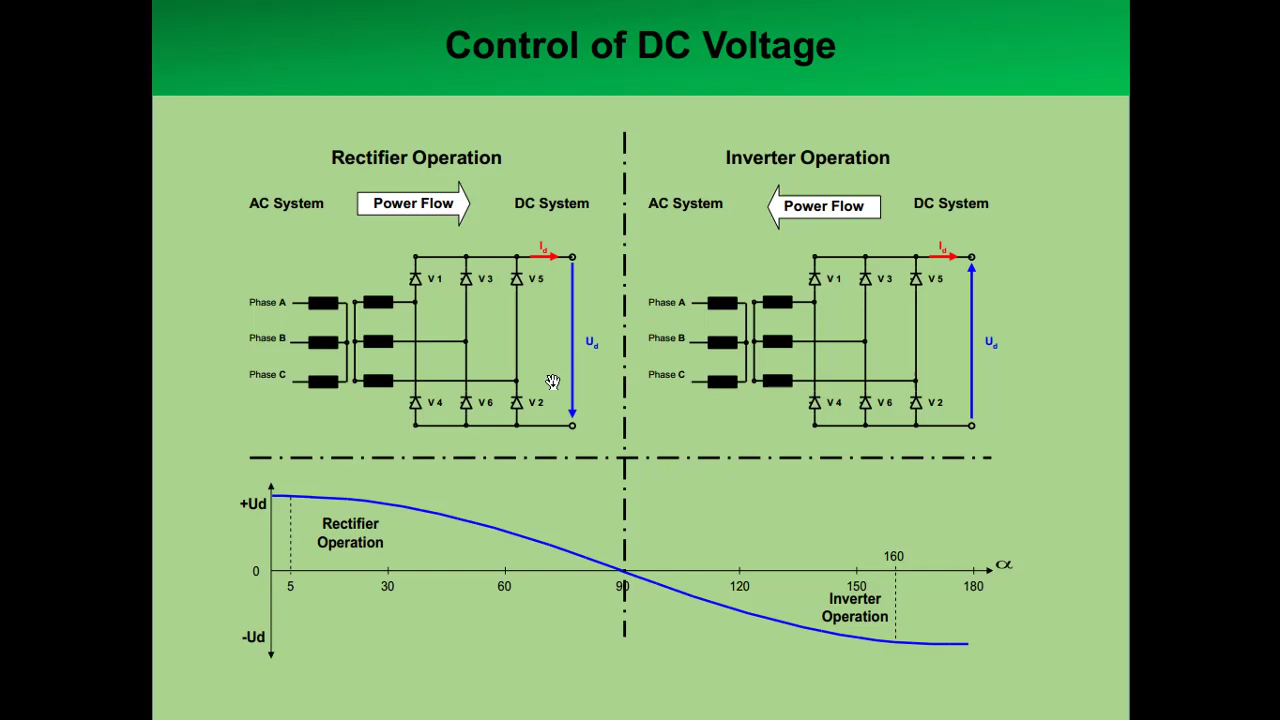 Control of DC Voltage
Rectifier Operation
AC System
Power Flow
DC System
Id
V 1
V 3
V 5
Phase A
Phase B
Phase C
Ud
V 4
V 6
V 2
Inverter Operation
AC System
Power Flow
DC System
Id
V 1
V 3
V 5
Phase A
Phase B
Phase C
Ud
V 4
V 6
V 2
+Ud
Rectifier
Operation
160
0
α
5
30
60
90
120
150
180
Inverter
Operation
-Ud